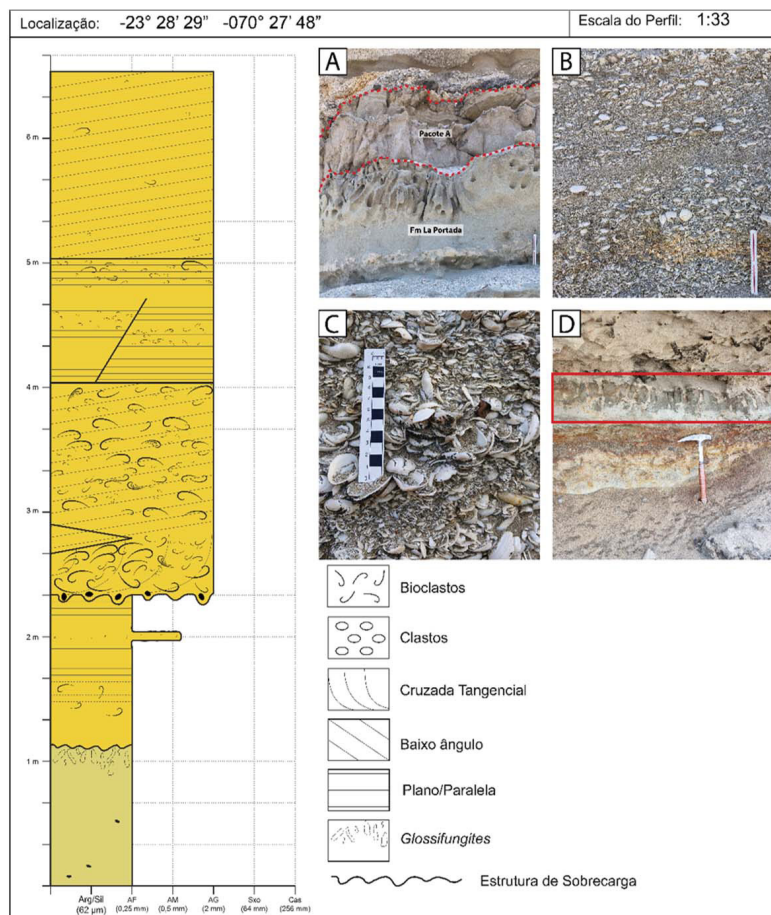 Localização: -23° 28' 29” -070° 27' 48”
Escala do Perfil: 1:33
6 m
5 m
4 m
3 m
2 m
1 m
Arg/Sil
(62 µm)
AF
(0,25 mm)
AM
(0,5 mm)
AG
(2 mm)
Sxo
(64 mm)
Cas
(256 mm)
A
Pacote A
Fm La Portada
B
C
D
Bioclastos
Clastos
Cruzada Tangencial
Baixo ângulo
Plano/Paralela
Glossifungites
Estrutura de Sobrecarga